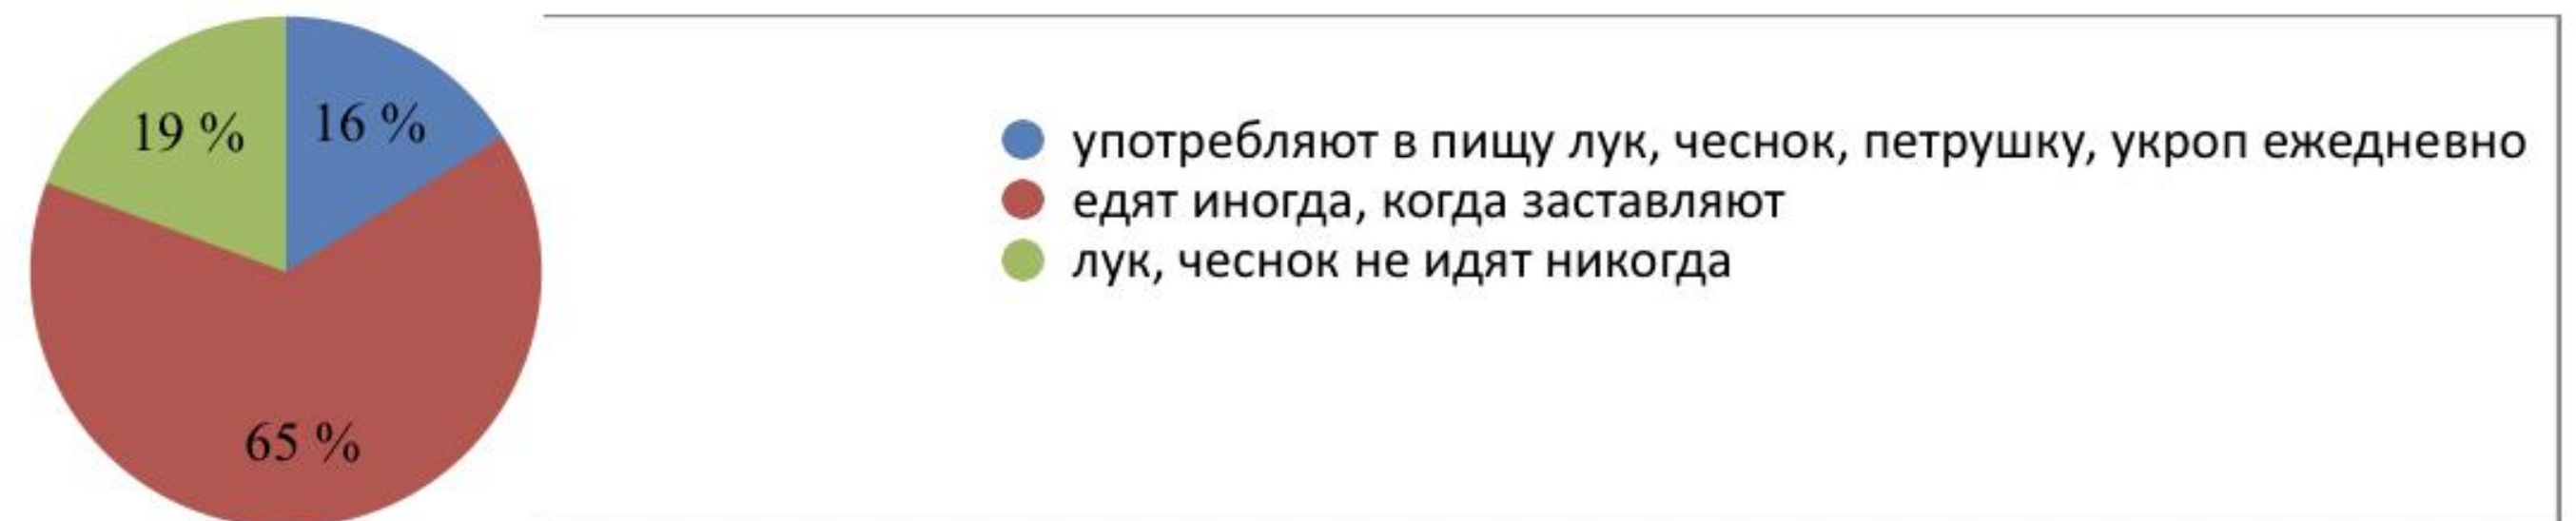 19 %
16 %
65 %
употребляют в пищу лук, чеснок, петрушку, укроп ежедневно
едят иногда, когда заставляют
лук, чеснок не идят никогда